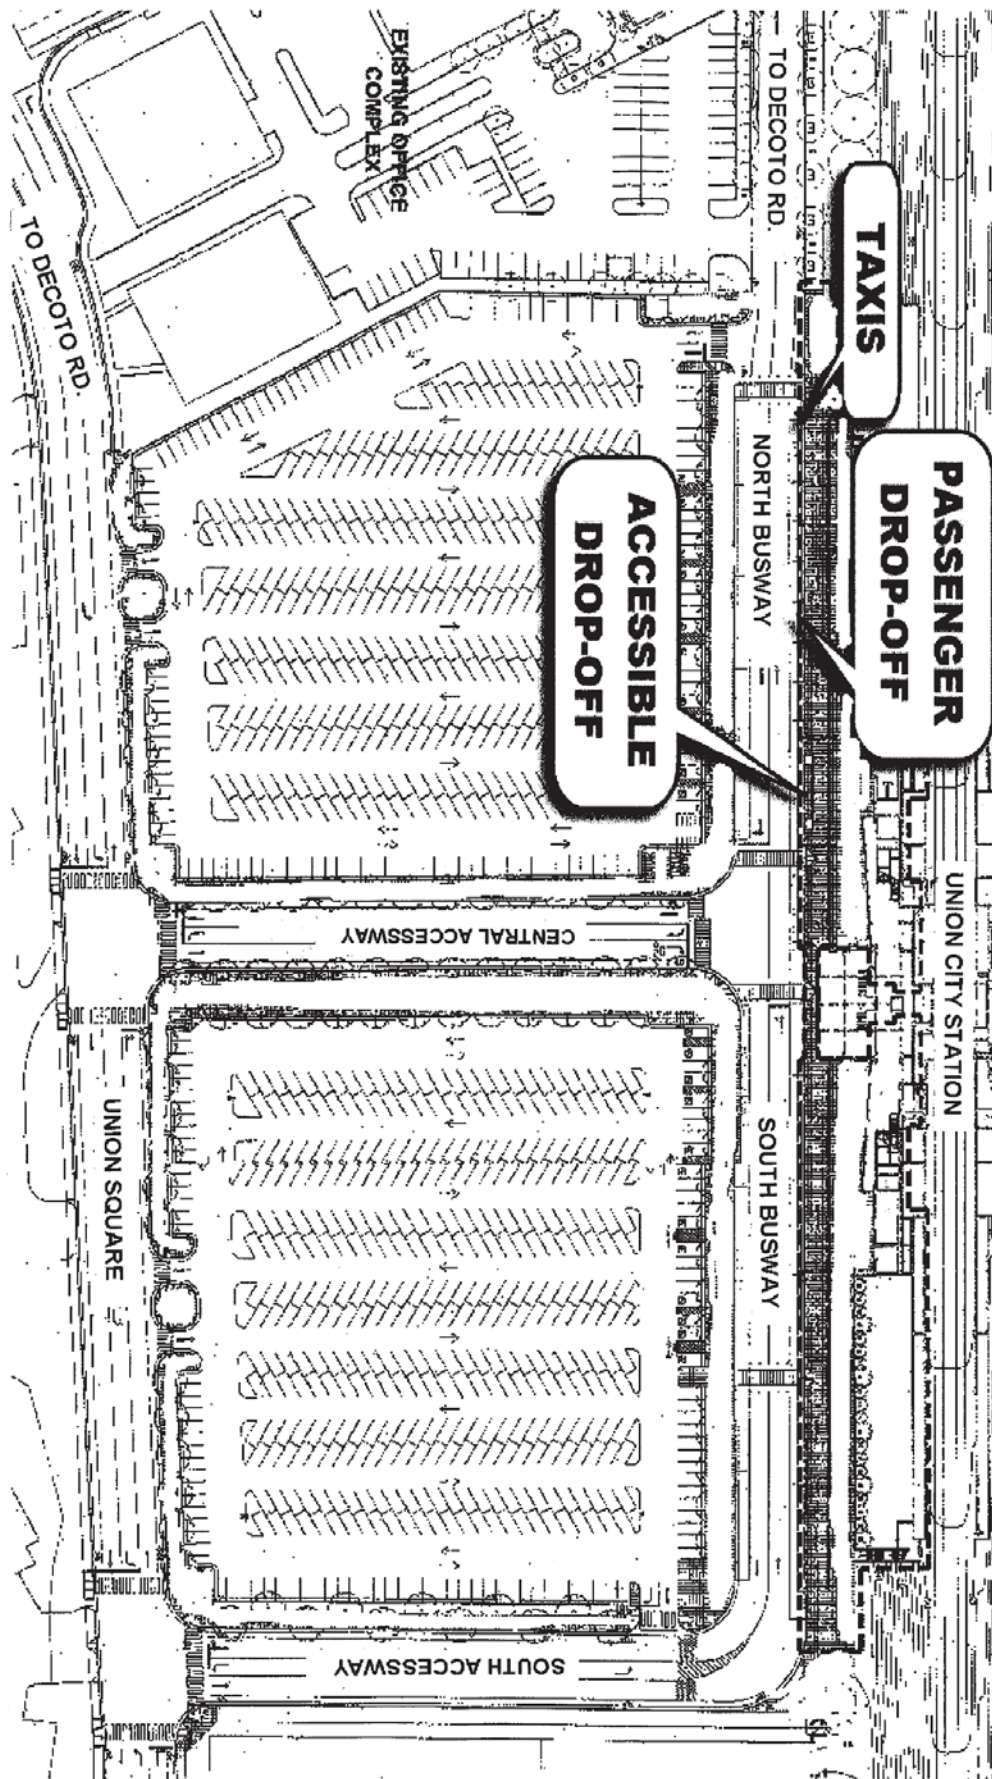 EXISTING OFFICE
COMPLEX
TO DECOTO RD.
TO DECOTO RD.
TAXIS
PASSENGER
DROP-OFF
ACCESSIBLE
DROP-OFF
NORTH BUSWAY
UNION CITY STATION
CENTRAL ACCESSWAY
SOUTH BUSWAY
UNION SQUARE
SOUTH ACCESSWAY